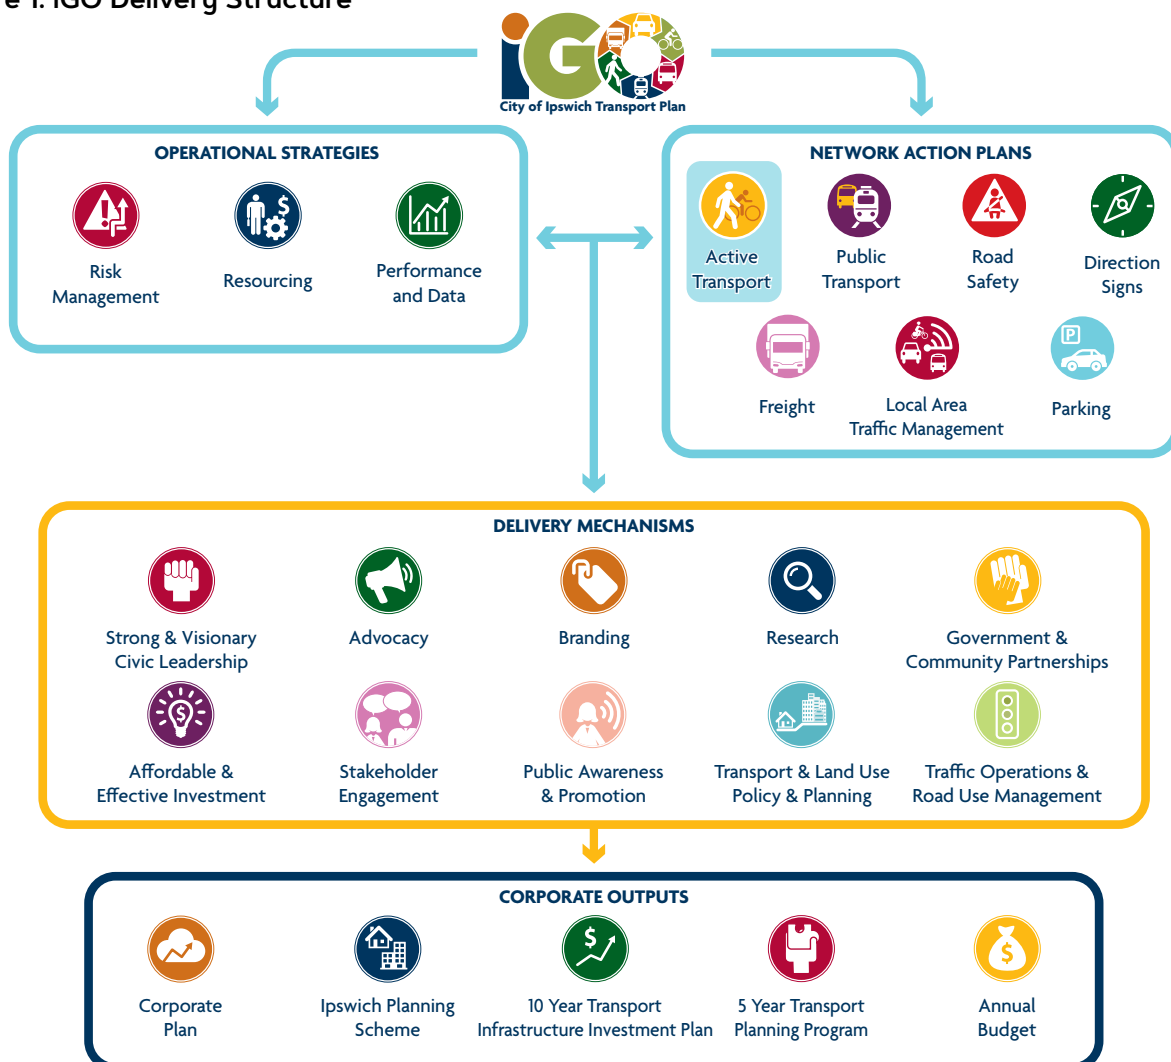 e 1: iGO Delivery Structure
iGO
City of Ipswich Transport Plan
OPERATIONAL STRATEGIES
Risk
Management
Resourcing
Performance
and Data
NETWORK ACTION PLANS
Active
Transport
Public
Transport
Road
Safety
Direction
Signs
Freight
Local Area
Traffic Management
P
Parking
DELIVERY MECHANISMS
Strong & Visionary
Civic Leadership
Advocacy
Branding
Research
Government &
Community Partnerships
Affordable &
Effective Investment
Stakeholder
Engagement
Public Awareness
& Promotion
Transport & Land Use
Policy & Planning
Traffic Operations &
Road Use Management
CORPORATE OUTPUTS
Corporate
Plan
Ipswich Planning
Scheme
10 Year Transport
Infrastructure Investment Plan
5 Year Transport
Planning Program
Annual
Budget